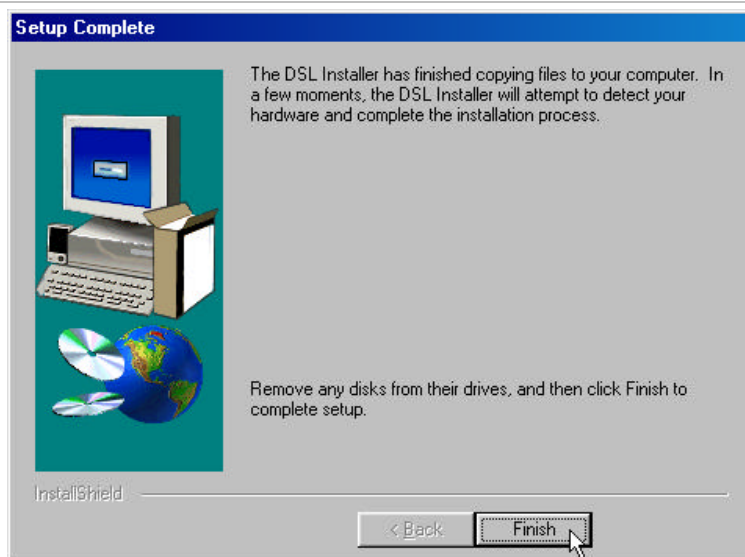 Setup Complete
The DSL Installer has finished copying files to your computer. In
a few moments, the DSL Installer will attempt to detect your
hardware and complete the installation process.
Remove any disks from their drives, and then click Finish to
complete setup.
InstallShield
< Back
Finish